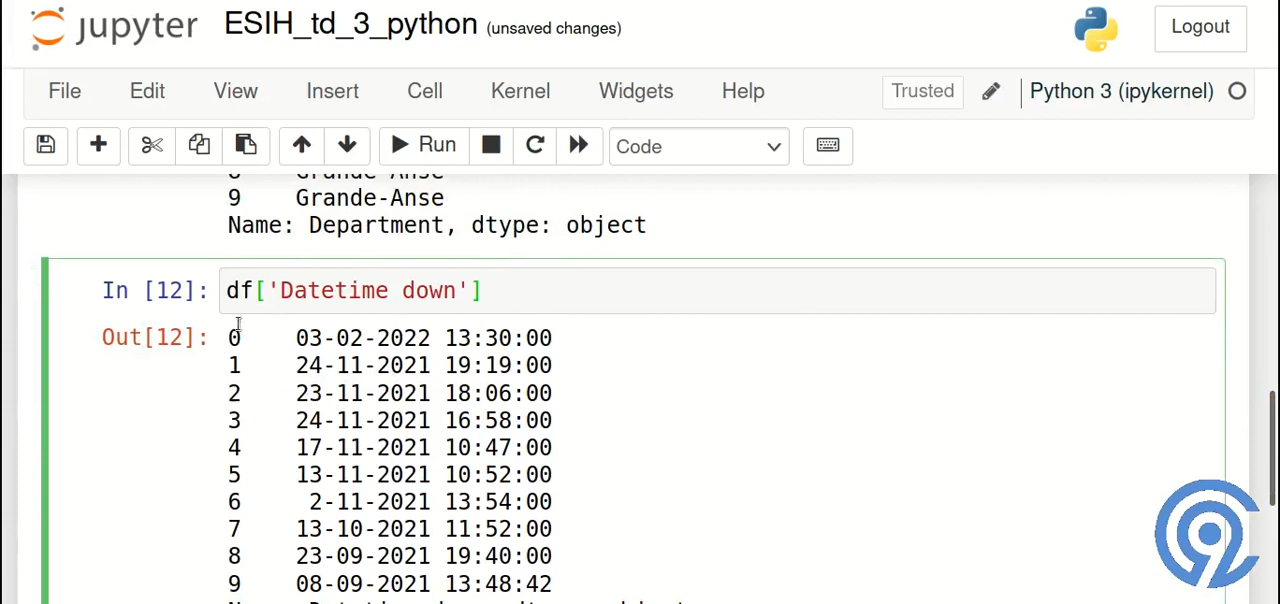 jupyter ESIH_td_3_python (unsaved changes) Logout
File Edit View Insert Cell Kernel Widgets Help Trusted Python 3 (ipykernel)
Run Code
Grande-Anse
9 Grande-Anse
Name: Department, dtype: object
In [12]: df['Datetime down']
Out[12]: 0 03-02-2022 13:30:00
1 24-11-2021 19:19:00
2 23-11-2021 18:06:00
3 24-11-2021 16:58:00
4 17-11-2021 10:47:00
5 13-11-2021 10:52:00
6 2-11-2021 13:54:00
7 13-10-2021 11:52:00
8 23-09-2021 19:40:00
9 08-09-2021 13:48:42